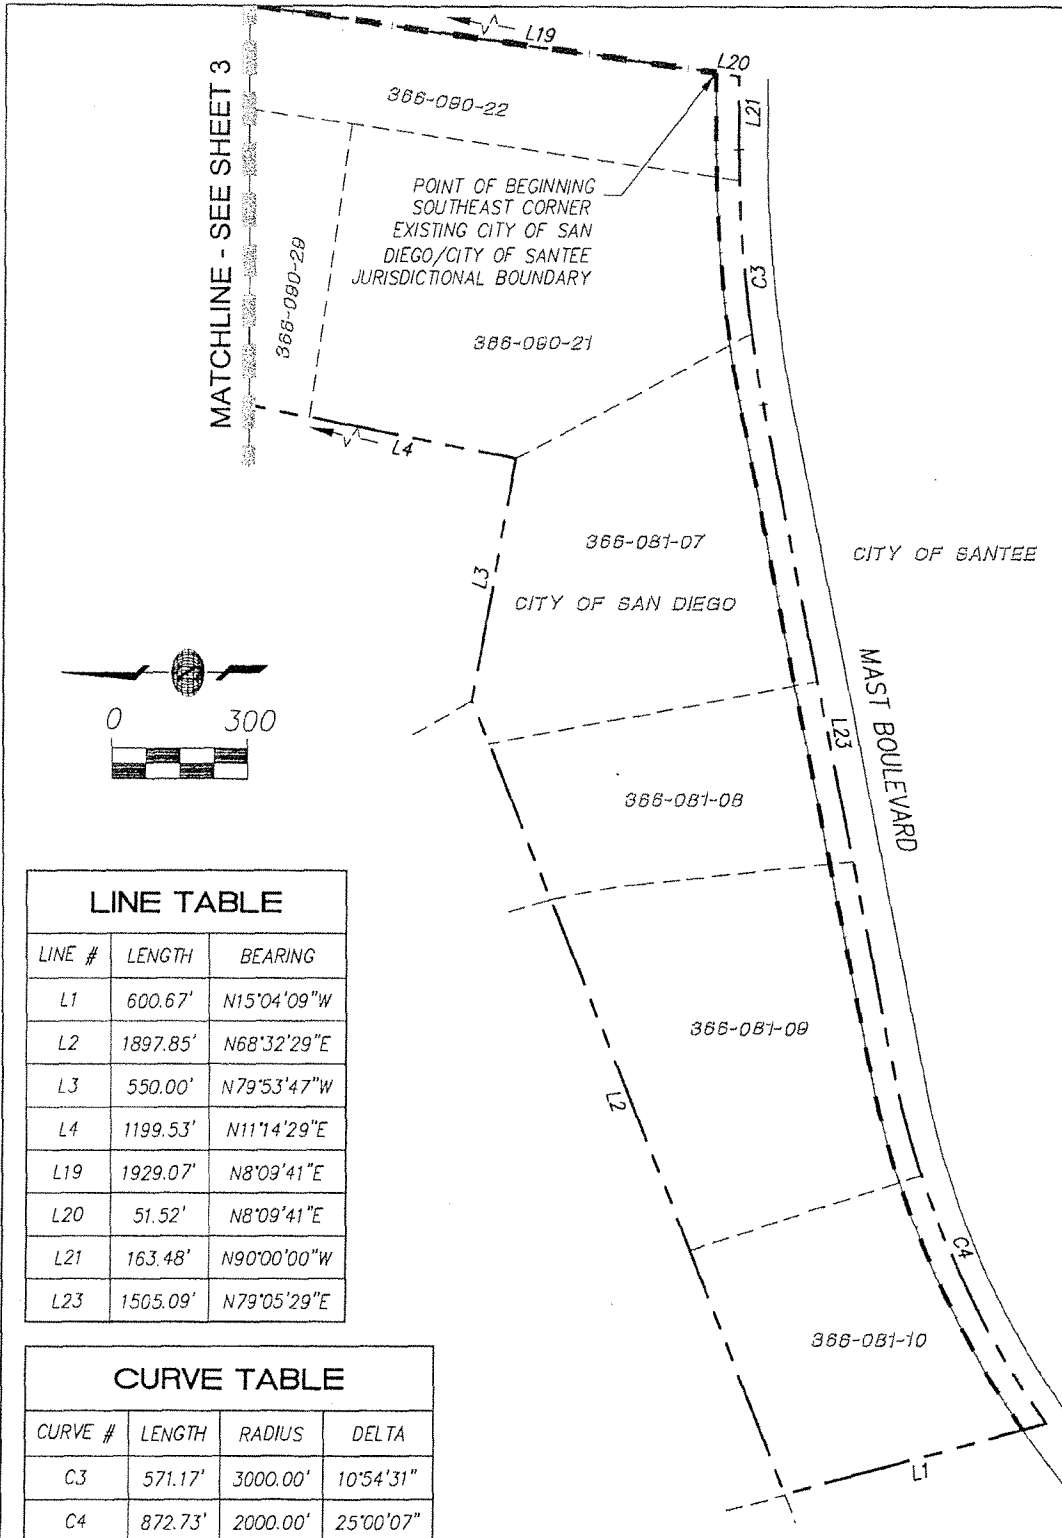 L19
L20
L21
366-090-22
MATCHLINE - SEE SHEET 3
POINT OF BEGINNING
SOUTHEAST CORNER
EXISTING CITY OF SAN
DIEGO/CITY OF SANTEE
JURISDICTIONAL BOUNDARY
366-090-29
C3
366-090-21
L4
366-081-07
CITY OF SANTEE
L3
CITY OF SAN DIEGO
MAST BOULEVARD
0 300
L23
366-081-08
LINE TABLE
LINE # LENGTH BEARING
L1 600.67' N15°04'09"W
L2 1897.85' N68°32'29"E
L3 550.00' N79°53'47"W
L4 1199.53' N11°14'29"E
L19 1929.07' N8°09'41"E
L20 51.52' N8°09'41"E
L21 163.48' N90°00'00"W
L23 1505.09' N79°05'29"E
366-081-09
L2
C4
366-081-10
L1
CURVE TABLE
CURVE # LENGTH RADIUS DELTA
C3 571.17' 3000.00' 10°54'31"
C4 872.73' 2000.00' 25°00'07"